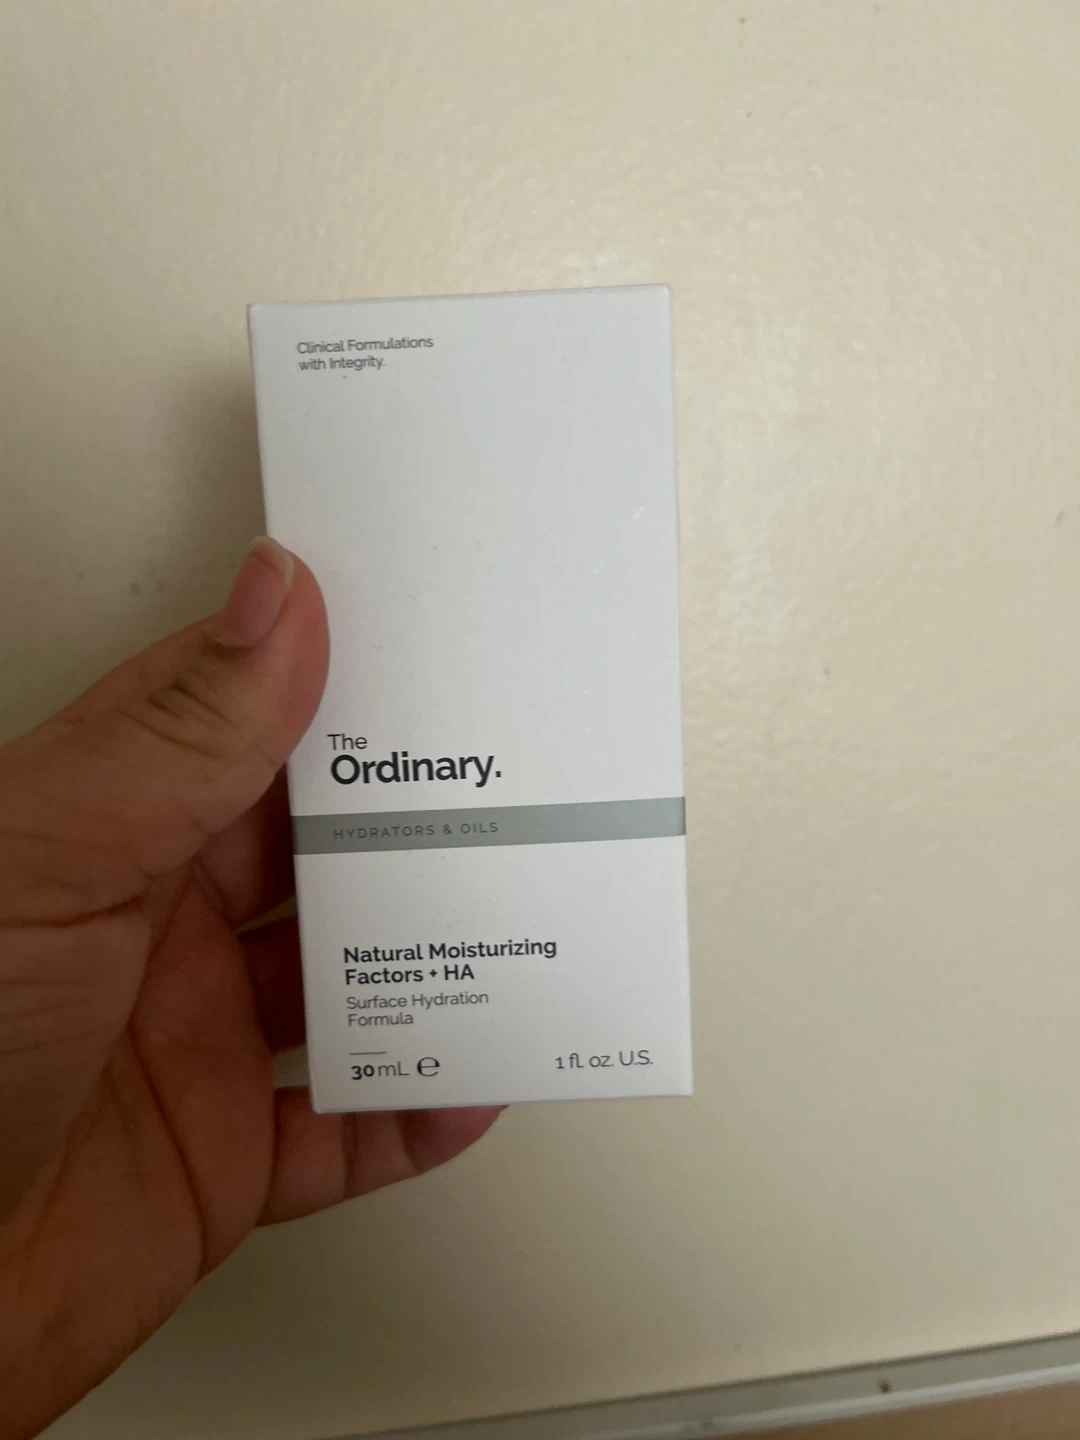 Clinical Formulations
with Integrity.
The
Ordinary.
HYDRATORS & OILS
Natural Moisturizing
Factors + HA
Surface Hydration
Formula
30 mL ℮ 1 fl. oz. U.S.